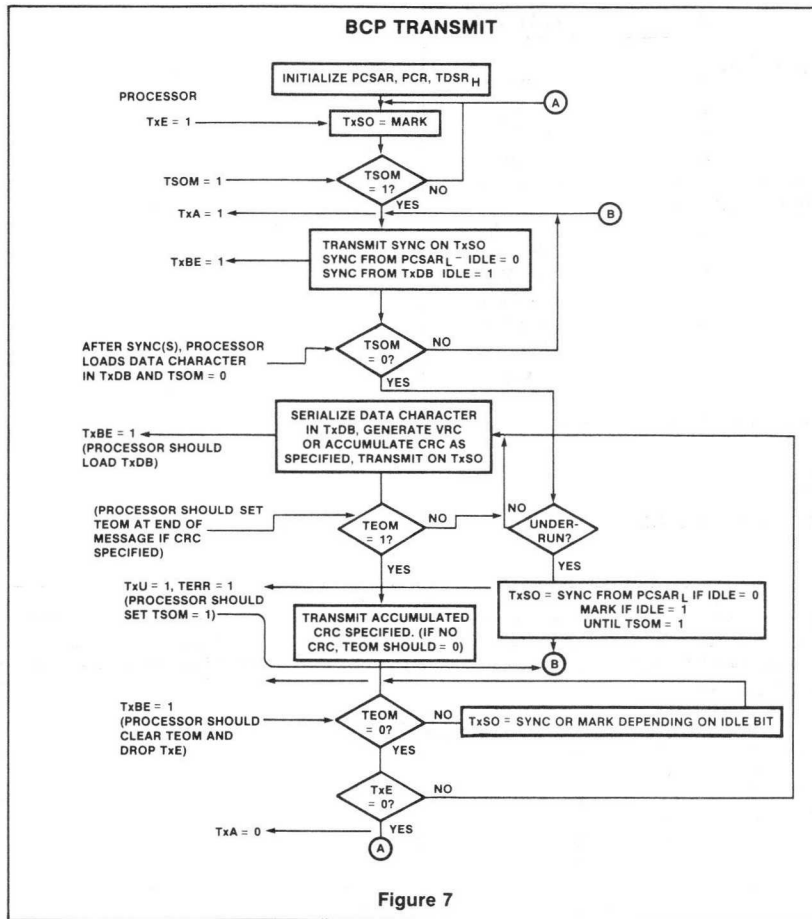 BCP TRANSMIT
INITIALIZE PCSAR, PCR, TDSR H
PROCESSOR
A
TxE = 1
TxSO = MARK
TSOM = 1
TSOM
= 1?
NO
YES
TxA = 1
B
TRANSMIT SYNC ON TxSO
SYNC FROM PCSAR L – IDLE = 0
SYNC FROM TxDB IDLE = 1
TxBE = 1
AFTER SYNC(S), PROCESSOR
LOADS DATA CHARACTER
IN TxDB AND TSOM = 0
TSOM
= 0?
NO
YES
SERIALIZE DATA CHARACTER
IN TxDB, GENERATE VRC
OR ACCUMULATE CRC AS
SPECIFIED, TRANSMIT ON TxSO
TxBE = 1
(PROCESSOR SHOULD
LOAD TxDB)
(PROCESSOR SHOULD SET
TEOM AT END OF
MESSAGE IF CRC
SPECIFIED)
TEOM
= 1?
NO
YES
NO
UNDER-
RUN?
YES
TxU = 1, TERR = 1
(PROCESSOR SHOULD
SET TSOM = 1)
TRANSMIT ACCUMULATED
CRC SPECIFIED. (IF NO
CRC, TEOM SHOULD = 0)
TxSO = SYNC FROM PCSAR L IF IDLE = 0
MARK IF IDLE = 1
UNTIL TSOM = 1
B
TxBE = 1
(PROCESSOR SHOULD
CLEAR TEOM AND
DROP TxE)
TEOM
= 0?
NO
YES
TxSO = SYNC OR MARK DEPENDING ON IDLE BIT
TxE
= 0?
NO
YES
TxA = 0
A
Figure 7